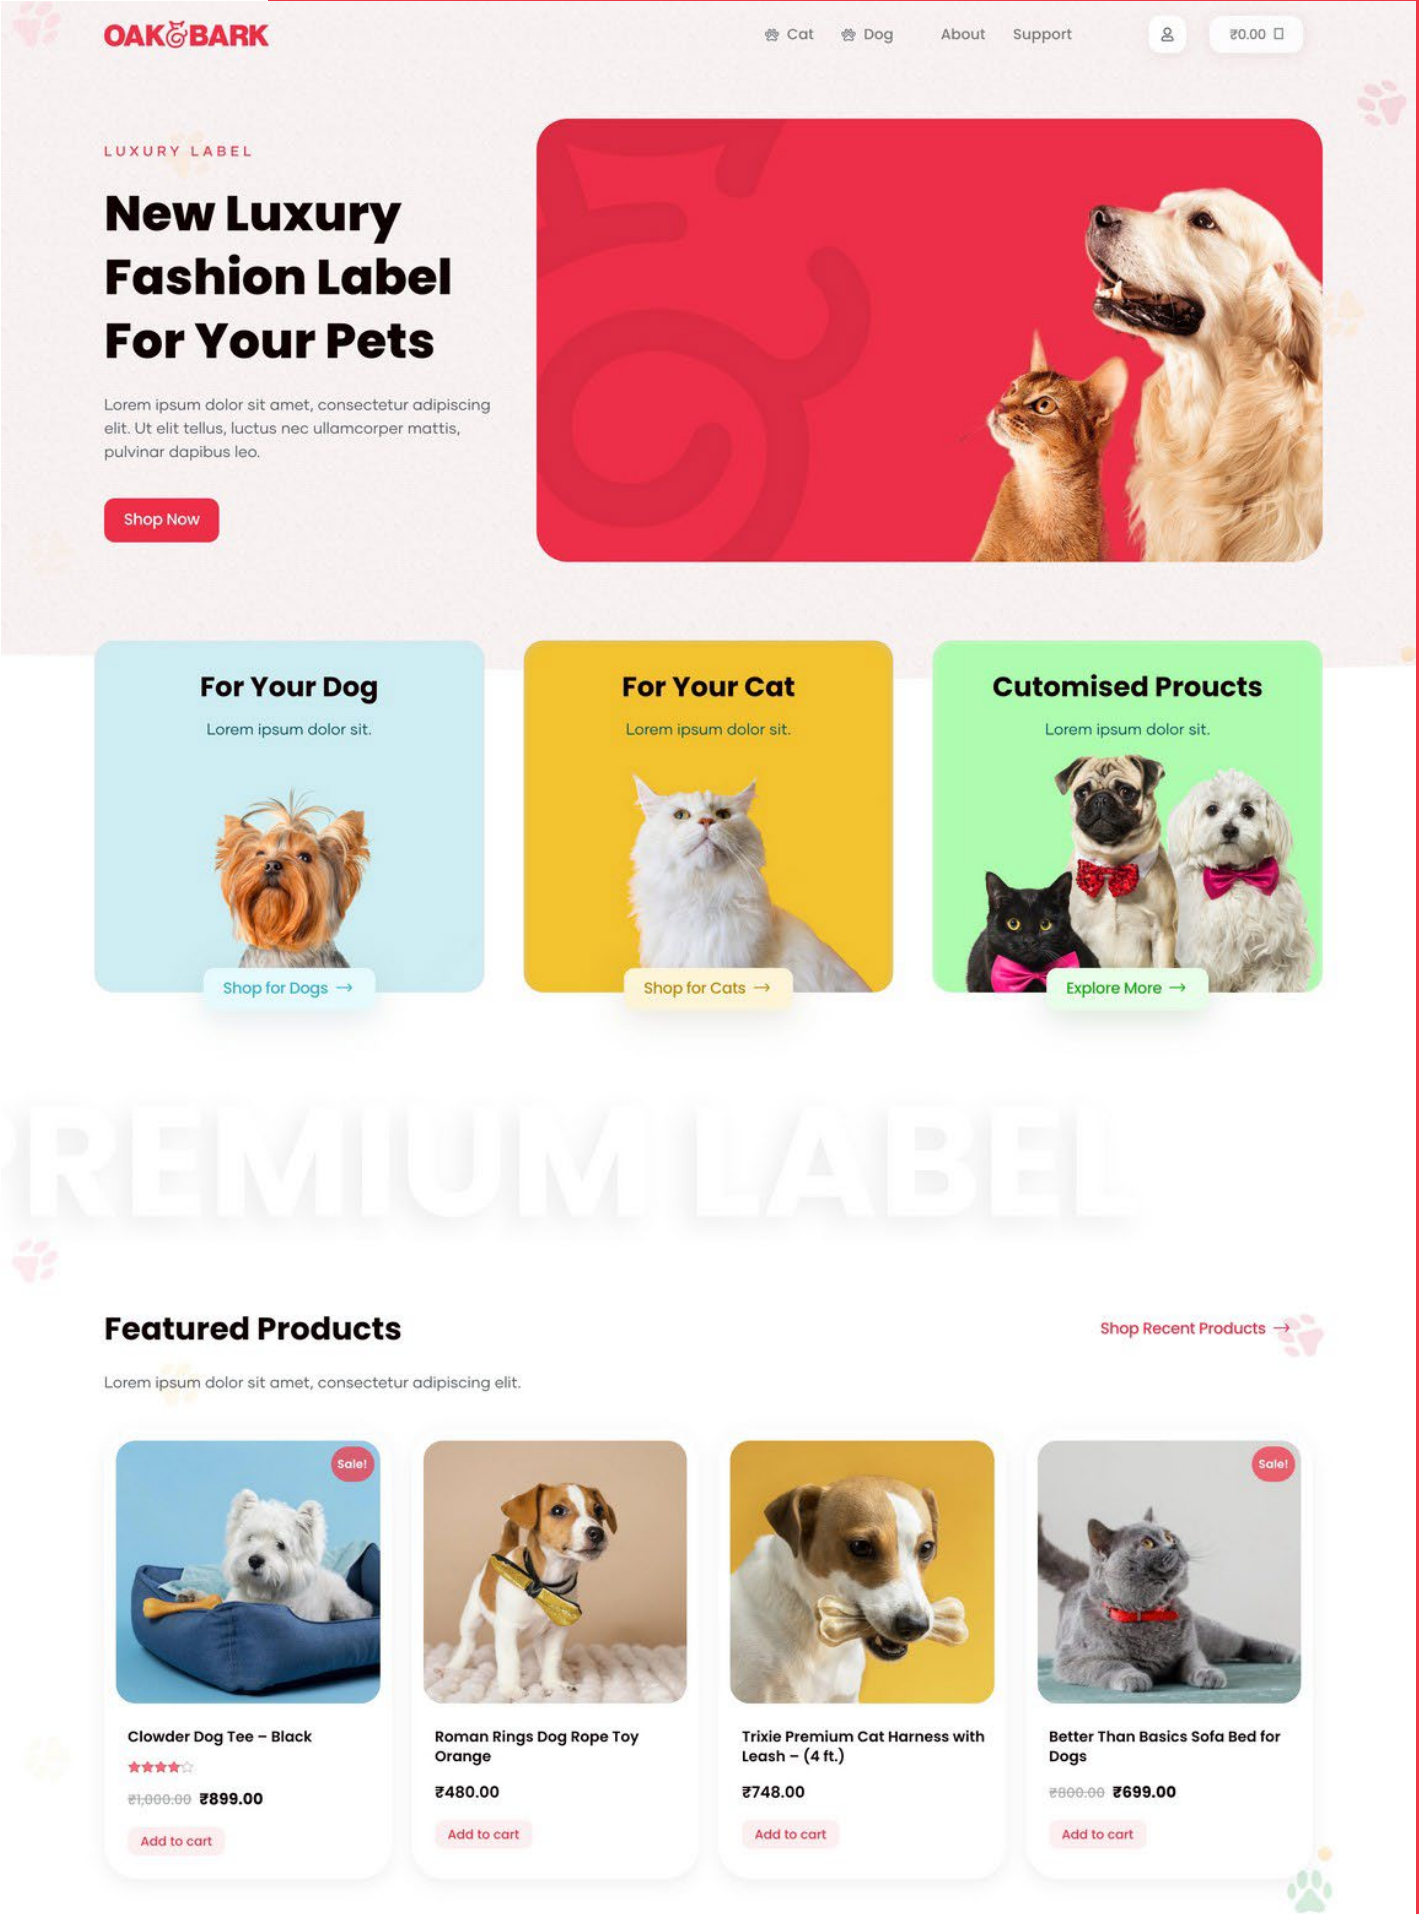 OAK&BARK
Cat
Dog
About
Support
₹0.00
LUXURY LABEL
New Luxury
Fashion Label
For Your Pets
Lorem ipsum dolor sit amet, consectetur adipiscing
elit. Ut elit tellus, luctus nec ullamcorper mattis,
pulvinar dapibus leo.
Shop Now
For Your Dog
Lorem ipsum dolor sit.
Shop for Dogs →
For Your Cat
Lorem ipsum dolor sit.
Shop for Cats →
Cutomised Proucts
Lorem ipsum dolor sit.
Explore More →
PREMIUM LABEL
Featured Products
Shop Recent Products →
Lorem ipsum dolor sit amet, consectetur adipiscing elit.
Sale!
Clowder Dog Tee – Black
₹1,000.00 ₹899.00
Add to cart
Roman Rings Dog Rope Toy
Orange
₹480.00
Add to cart
Trixie Premium Cat Harness with
Leash – (4 ft.)
₹748.00
Add to cart
Sale!
Better Than Basics Sofa Bed for
Dogs
₹800.00 ₹699.00
Add to cart